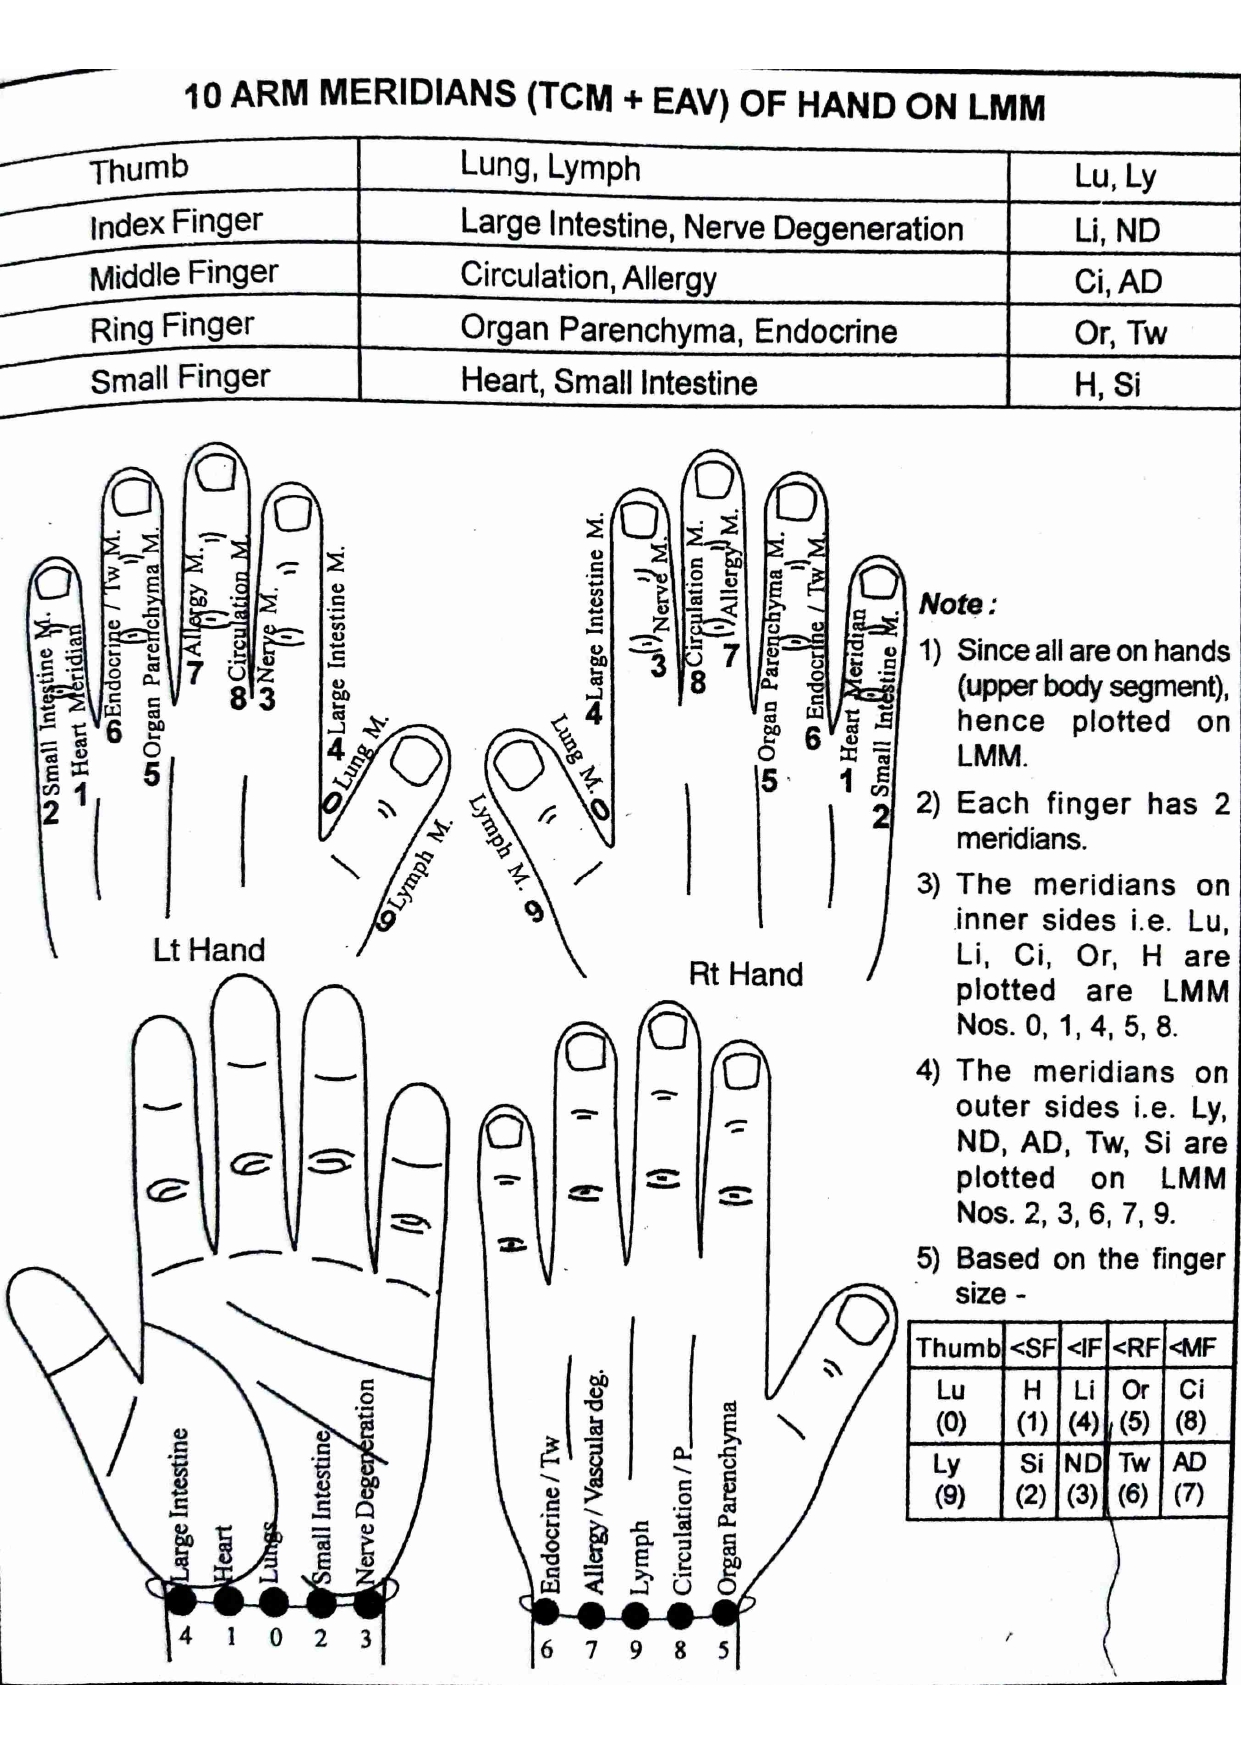 10 ARM MERIDIANS (TCM + EAV) OF HAND ON LMM
Thumb Lung, Lymph Lu, Ly
Index Finger Large Intestine, Nerve Degeneration Li, ND
Middle Finger Circulation, Allergy Ci, AD
Ring Finger Organ Parenchyma, Endocrine Or, Tw
Small Finger Heart, Small Intestine H, Si
2 Small Intestine M.
1 Heart Meridian
6 Endocrine / Tw M.
5 Organ Parenchyma M.
7 Allergy M.
8 Circulation M.
3 Nerve M.
4 Large Intestine M.
0 Lung M.
9 Lymph M.
Lt Hand
Lymph M. 9
Lung M. 0
4 Large Intestine M.
3 Nerve M.
8 Circulation M.
7 Allergy M.
5 Organ Parenchyma M.
6 Endocrine / Tw M.
1 Heart Meridian
2 Small Intestine M.
Rt Hand
Large Intestine
Heart
Lungs
Small Intestine
Nerve Degeneration
4 1 0 2 3
Endocrine / Tw
Allergy / Vascular deg.
Lymph
Circulation / P
Organ Parenchyma
6 7 9 8 5
Note :
1) Since all are on hands
(upper body segment),
hence plotted on
LMM.
2) Each finger has 2
meridians.
3) The meridians on
inner sides i.e. Lu,
Li, Ci, Or, H are
plotted are LMM
Nos. 0, 1, 4, 5, 8.
4) The meridians on
outer sides i.e. Ly,
ND, AD, Tw, Si are
plotted on LMM
Nos. 2, 3, 6, 7, 9.
5) Based on the finger
size -
Thumb <SF <IF <RF <MF
Lu H Li Or Ci
(0) (1) (4) (5) (8)
Ly Si ND Tw AD
(9) (2) (3) (6) (7)